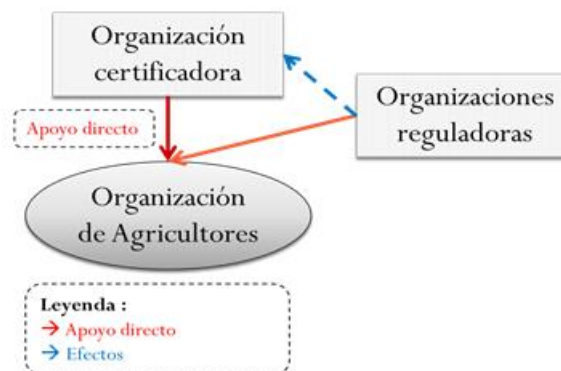 Organización
certificadora
Organizaciones
reguladoras
Apoyo directo
Organización
de Agricultores
Leyenda :
→ Apoyo directo
→ Efectos